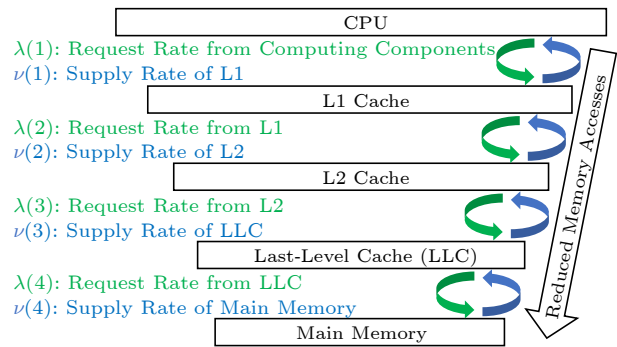 CPU
λ(1): Request Rate from Computing Components
ν(1): Supply Rate of L1
L1 Cache
λ(2): Request Rate from L1
ν(2): Supply Rate of L2
L2 Cache
λ(3): Request Rate from L2
ν(3): Supply Rate of LLC
Last-Level Cache (LLC)
λ(4): Request Rate from LLC
ν(4): Supply Rate of Main Memory
Main Memory
Reduced Memory Accesses